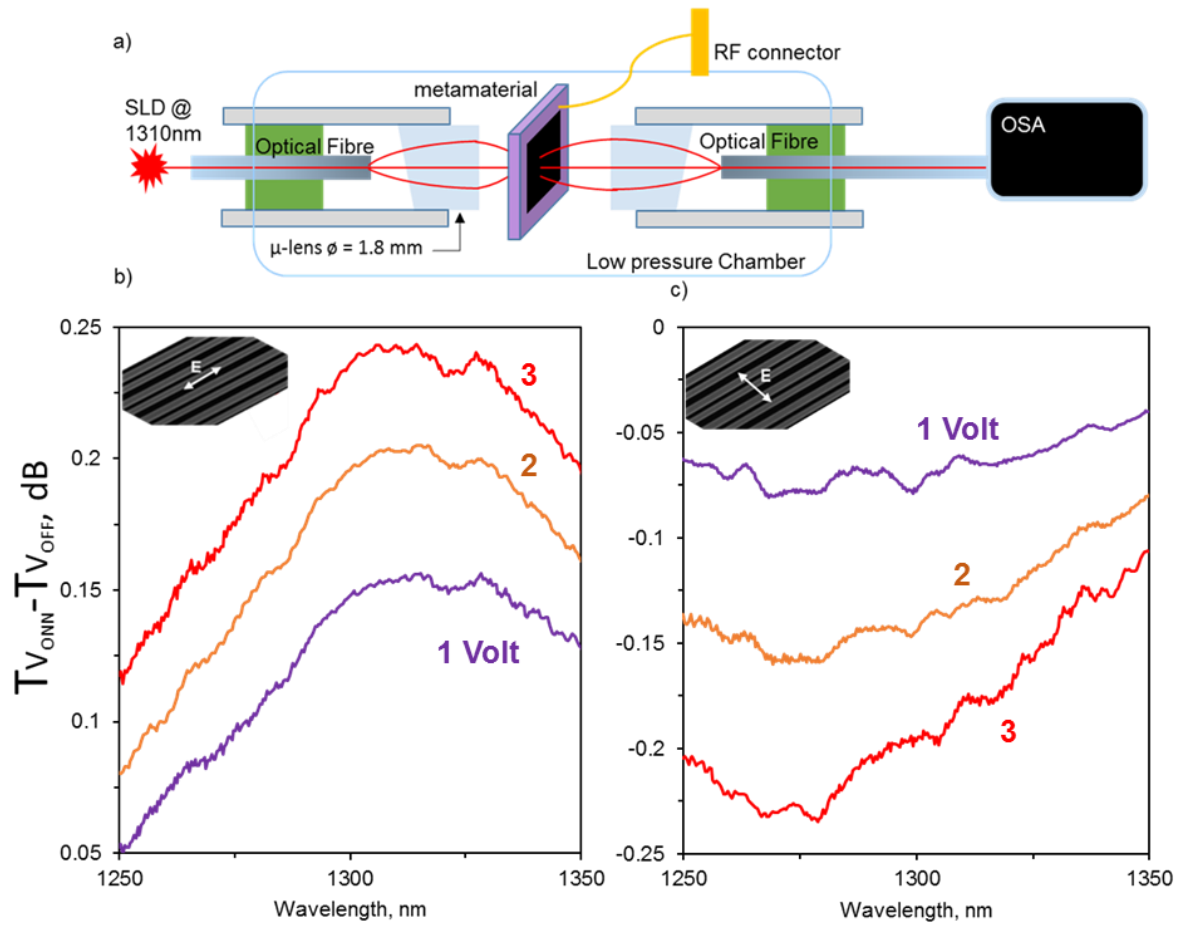 a)
RF connector
metamaterial
SLD @
1310nm
OSA
Optical Fibre
Optical Fibre
μ-lens ø = 1.8 mm
Low pressure Chamber
b)
c)
0.25
0.2
0.15
0.1
0.05
TV_ONN-TV_OFF, dB
E
3
2
1 Volt
1250
1300
1350
Wavelength, nm
0
-0.05
-0.1
-0.15
-0.2
-0.25
E
1 Volt
2
3
1250
1300
1350
Wavelength, nm